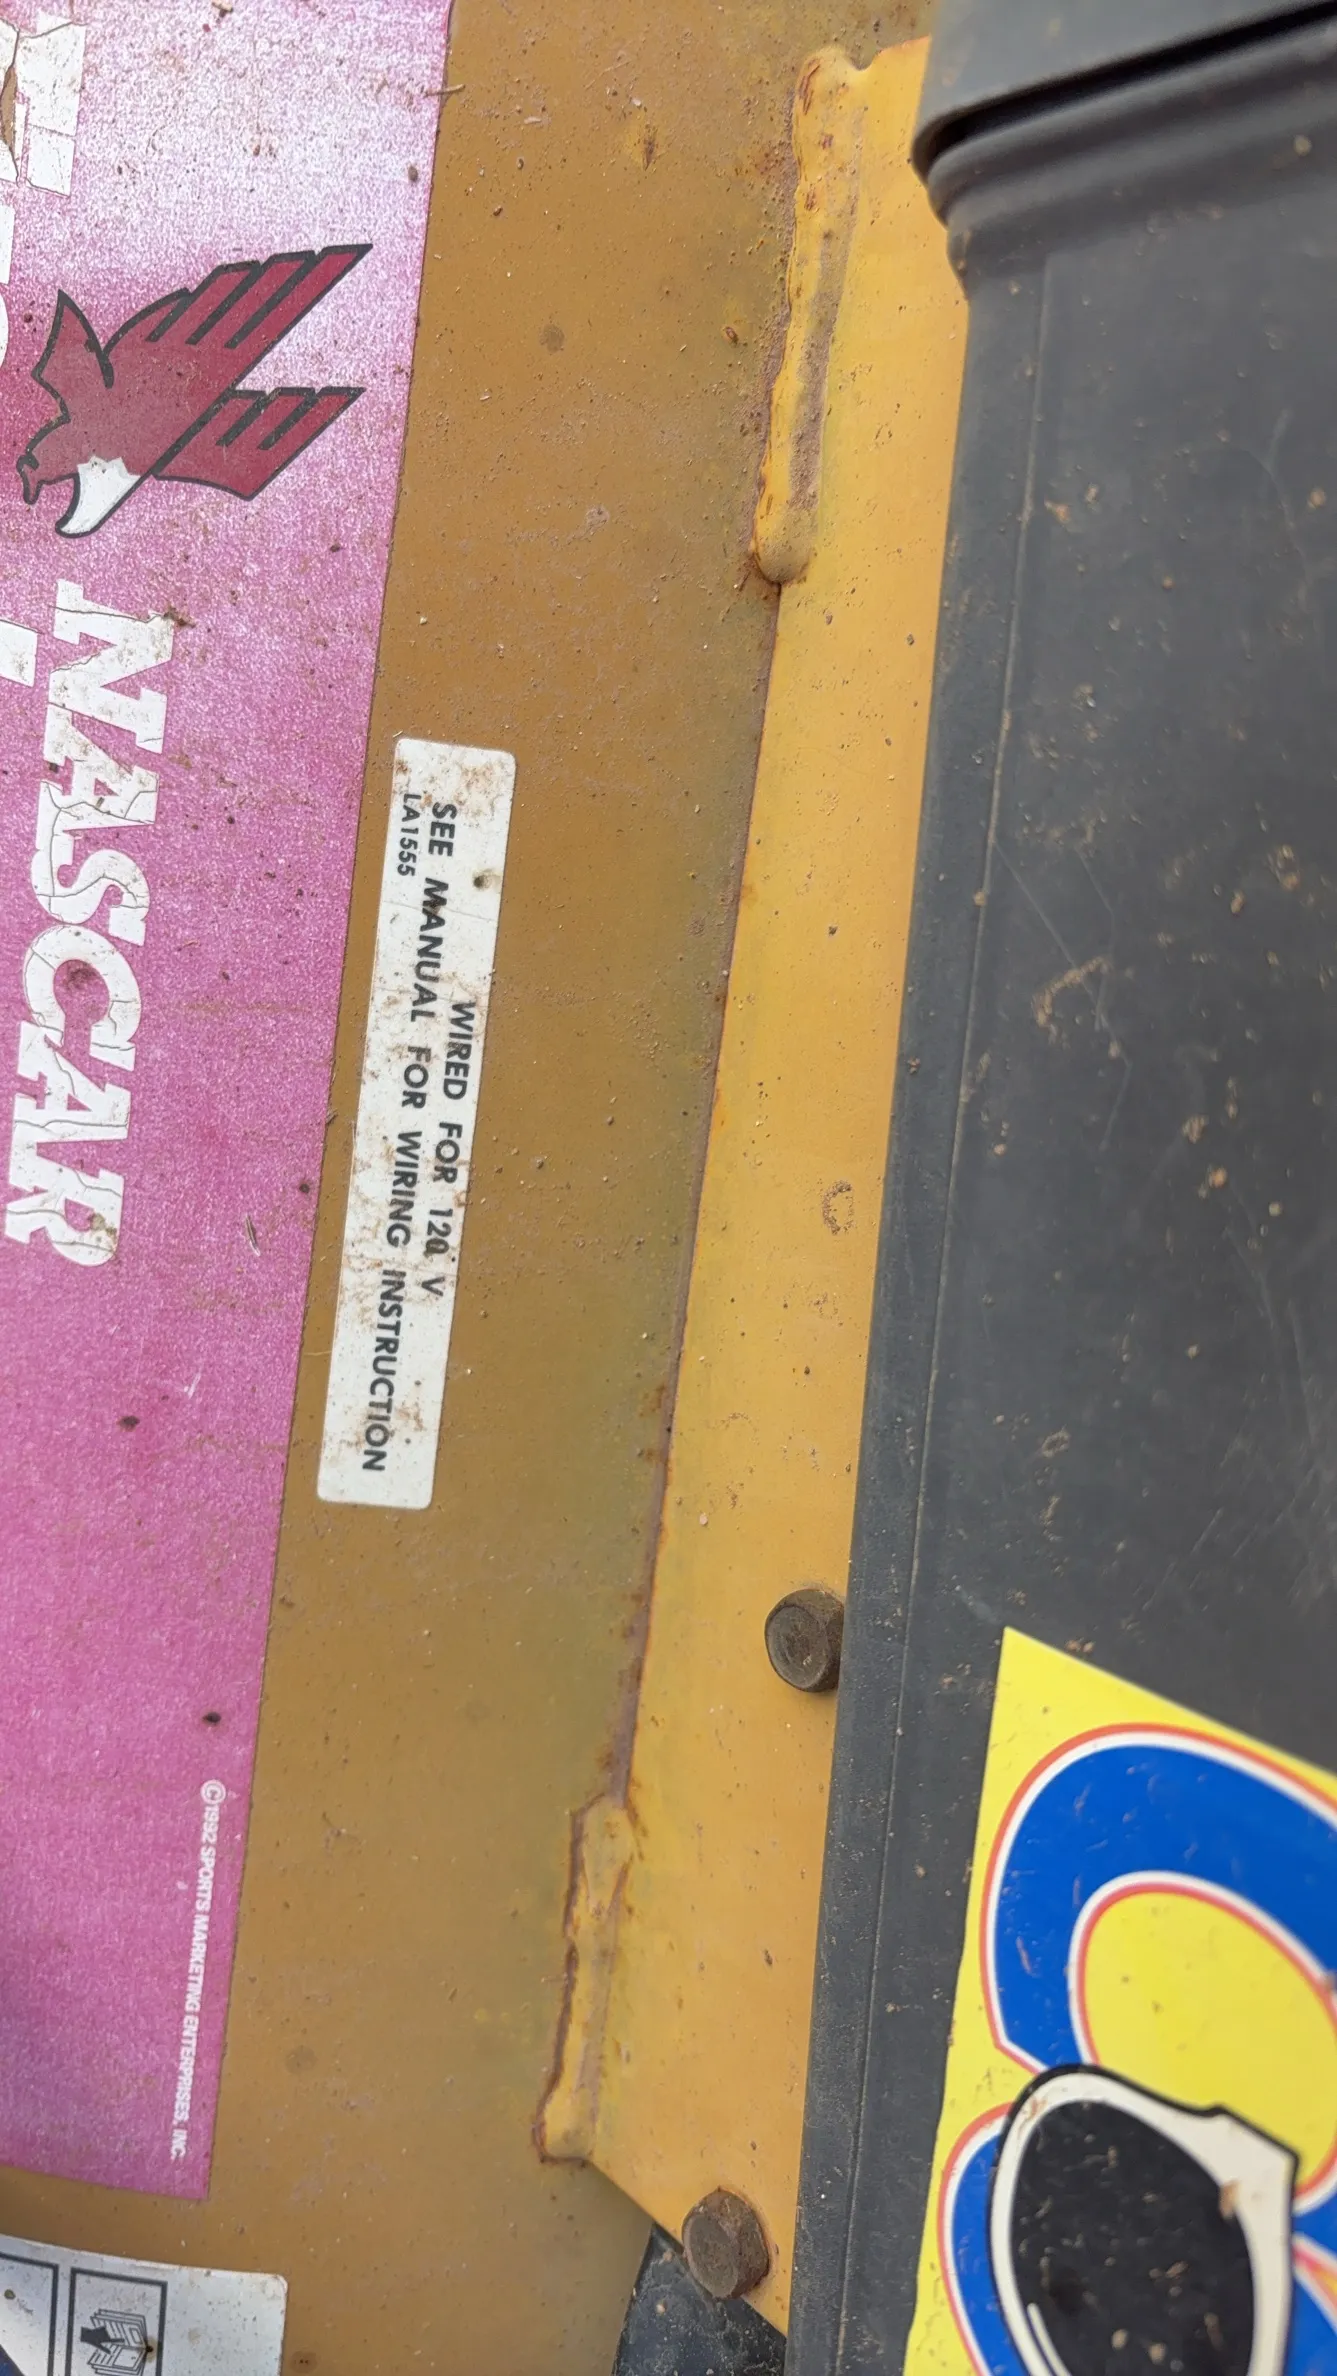 NASCAR
WIRED FOR 120 V
SEE MANUAL FOR WIRING INSTRUCTION
LA1555
©1992 SPORTS MARKETING ENTERPRISES, INC.